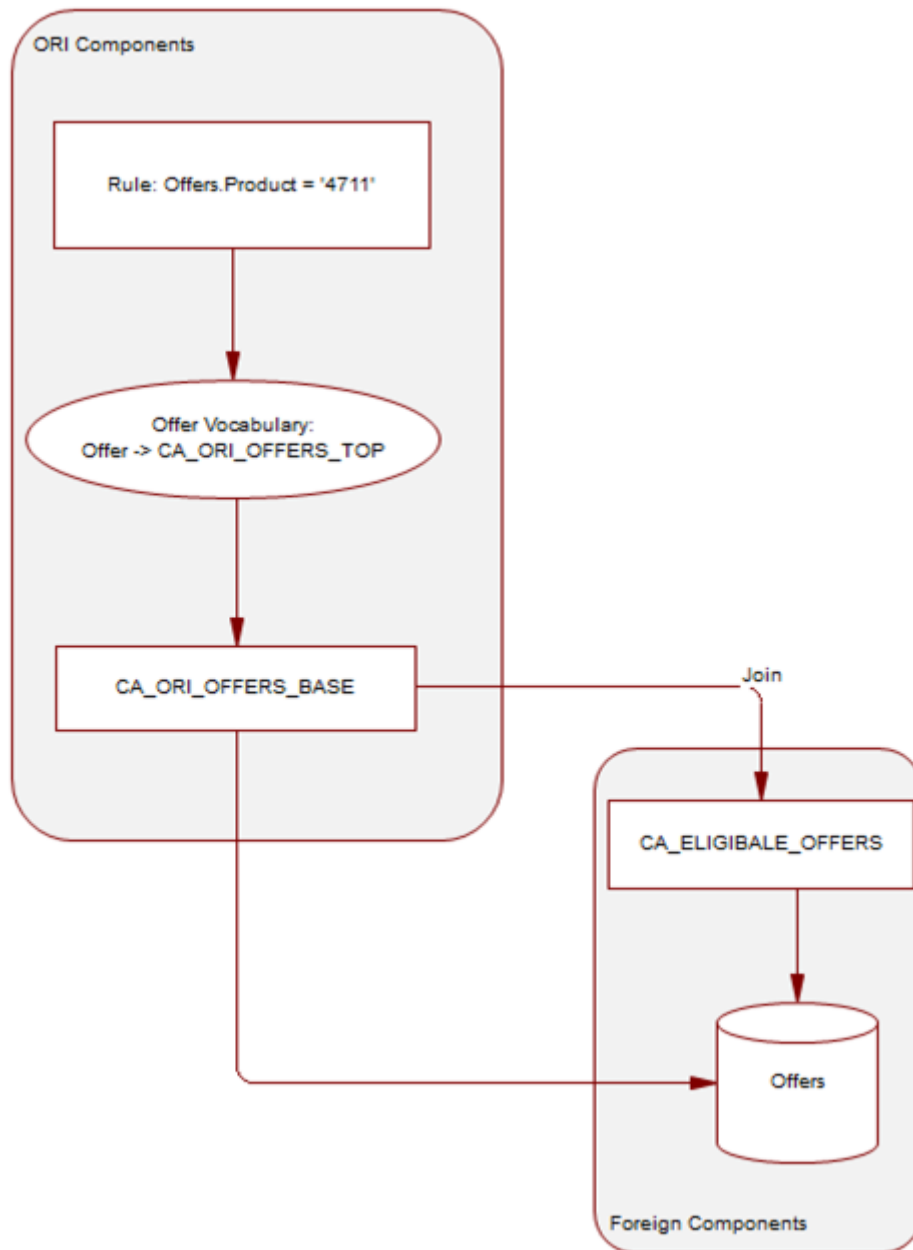 ORI Components
Rule: Offers.Product = '4711'
Offer Vocabulary:
Offer -> CA_ORI_OFFERS_TOP
CA_ORI_OFFERS_BASE
Join
CA_ELIGIBALE_OFFERS
Offers
Foreign Components